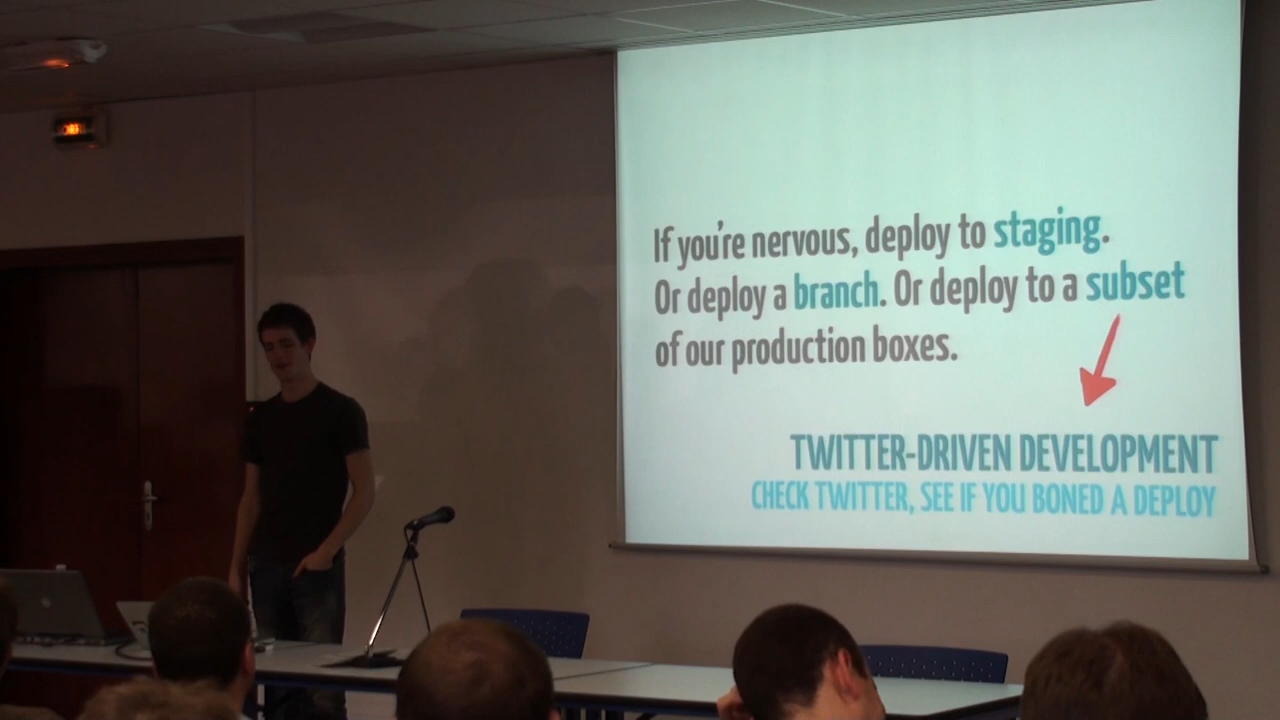 If you're nervous, deploy to staging.
Or deploy a branch. Or deploy to a subset
of our production boxes.
TWITTER-DRIVEN DEVELOPMENT
CHECK TWITTER, SEE IF YOU BONED A DEPLOY